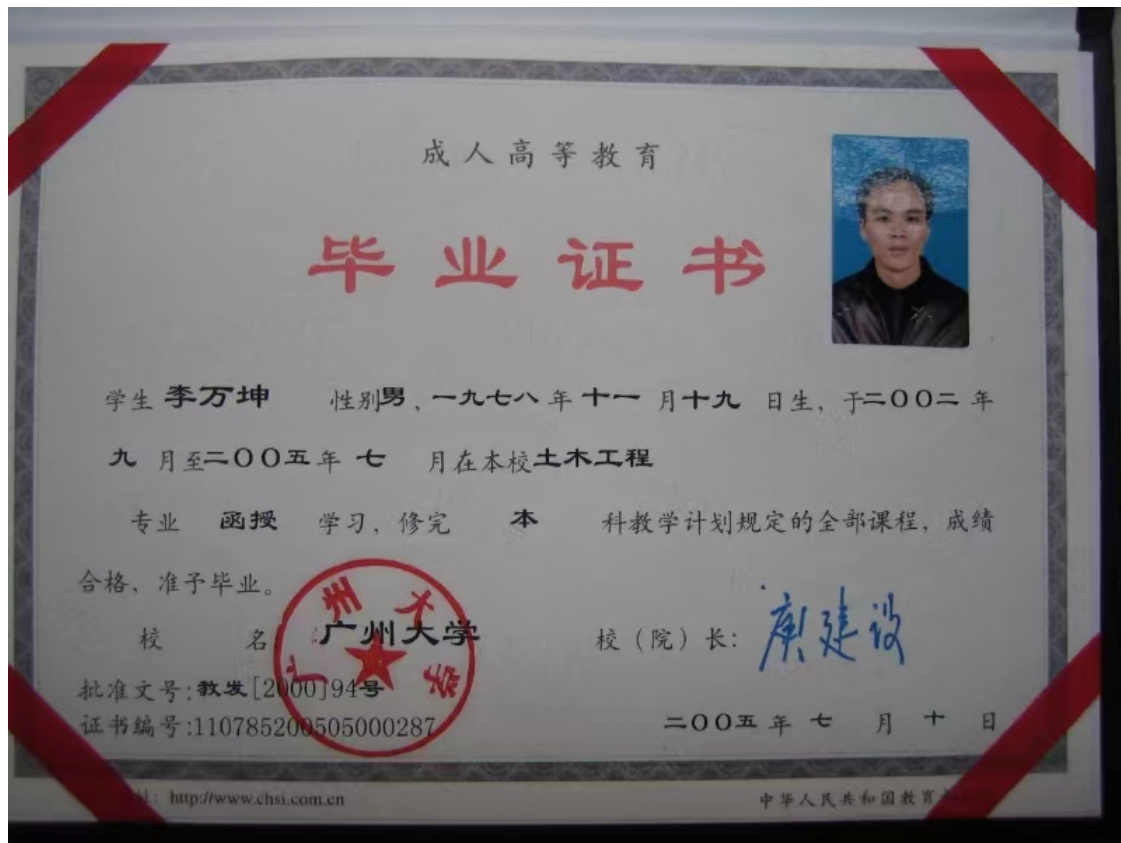 成人高等教育
毕业证书
学生 李万坤 性别男、一九七八年十一月十九日生，于二〇〇二年
九月至二〇〇五年七月在本校土木工程
专业 函授 学习，修完 本 科教学计划规定的全部课程，成绩
合格，准予毕业。
校 名：广州大学 校（院）长：庾建设
广州大学
批准文号：教发[2000]94号
证书编号:110785200505000287
二〇〇五年七月十日
址：http://www.chsi.com.cn
中华人民共和国教育